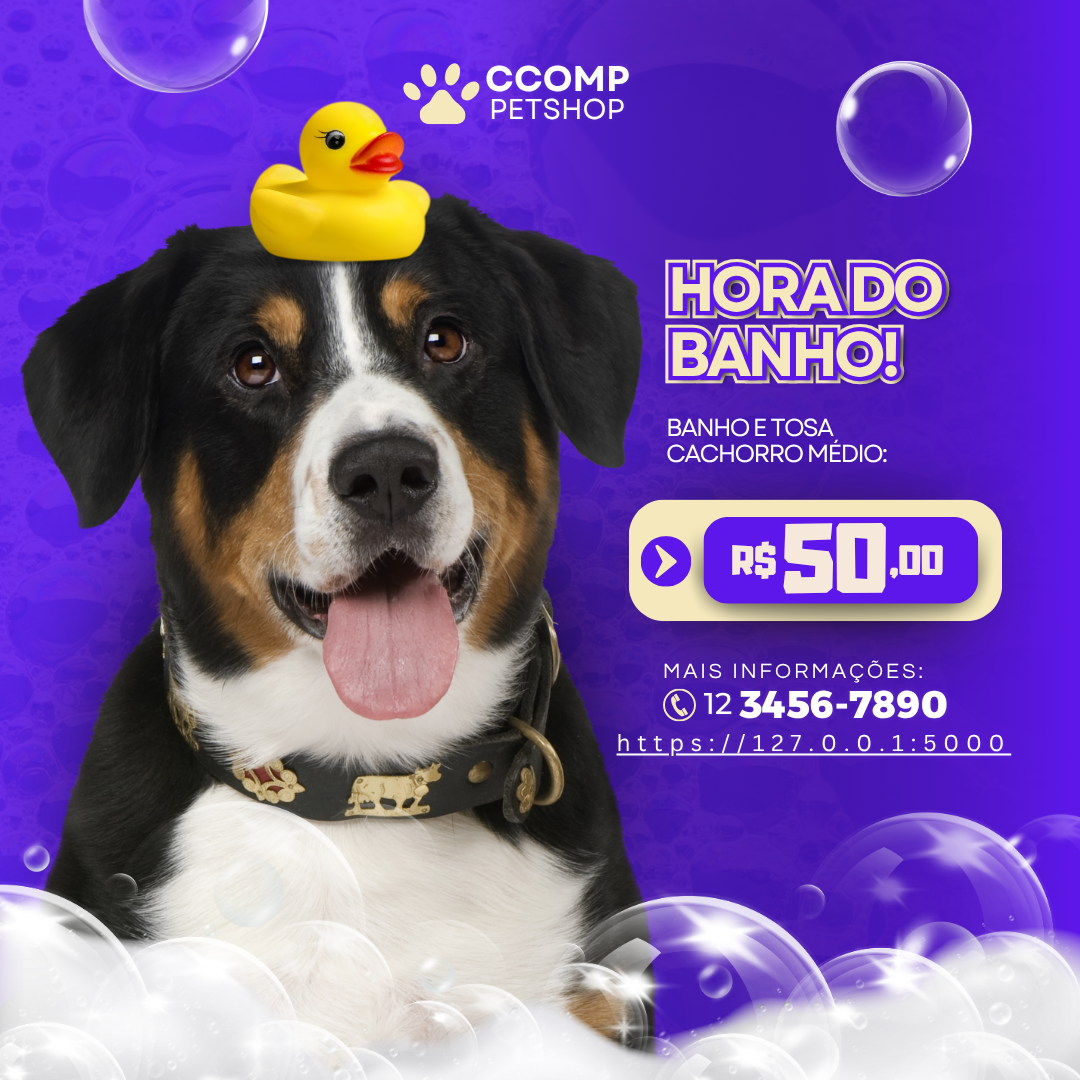 CCOMP
PETSHOP
HORA DO
BANHO!
BANHO E TOSA
CACHORRO MÉDIO:
R$ 50,00
MAIS INFORMAÇÕES:
12 3456-7890
https://127.0.0.1:5000